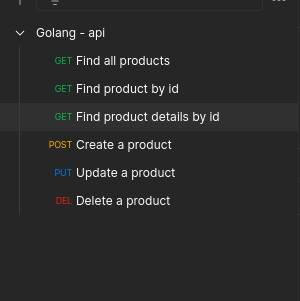 Golang - api
GET Find all products
GET Find product by id
GET Find product details by id
POST Create a product
PUT Update a product
DEL Delete a product